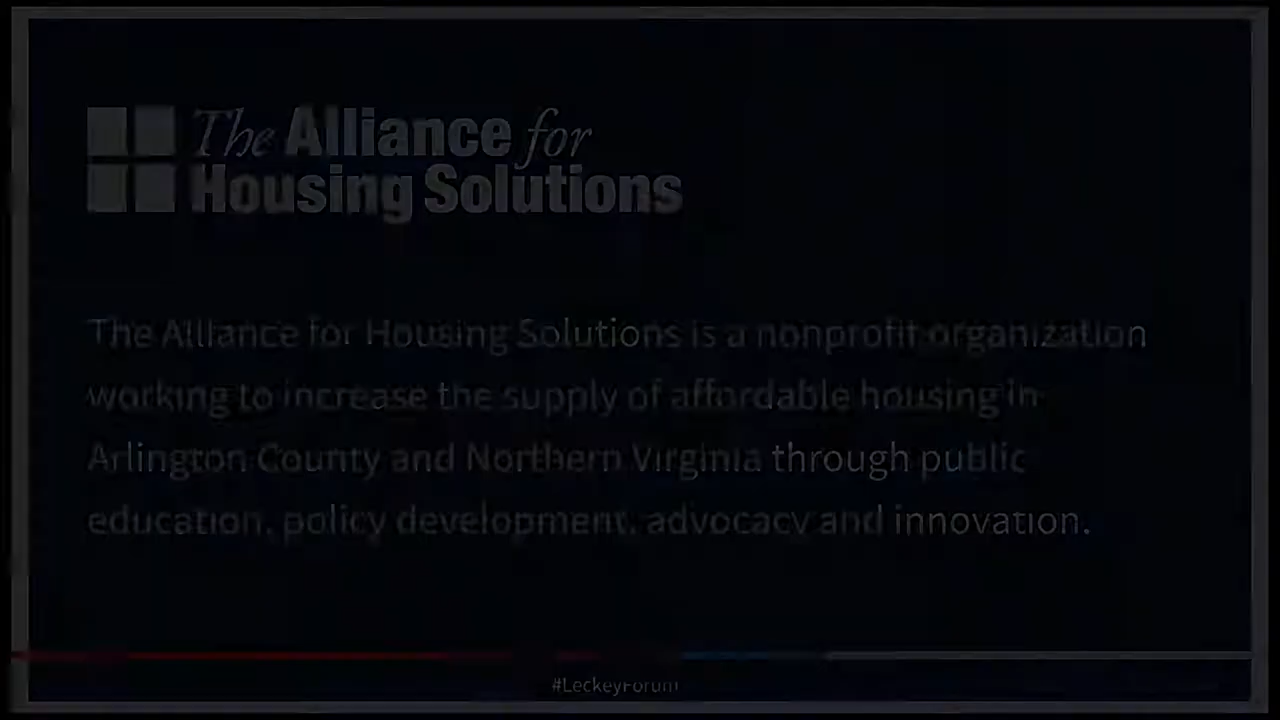 The Alliance for
Housing Solutions
The Alliance for Housing Solutions is a nonprofit organization
working to increase the supply of affordable housing in
Arlington County and Northern Virginia through public
education, policy development, advocacy and innovation.
#LeckeyForum